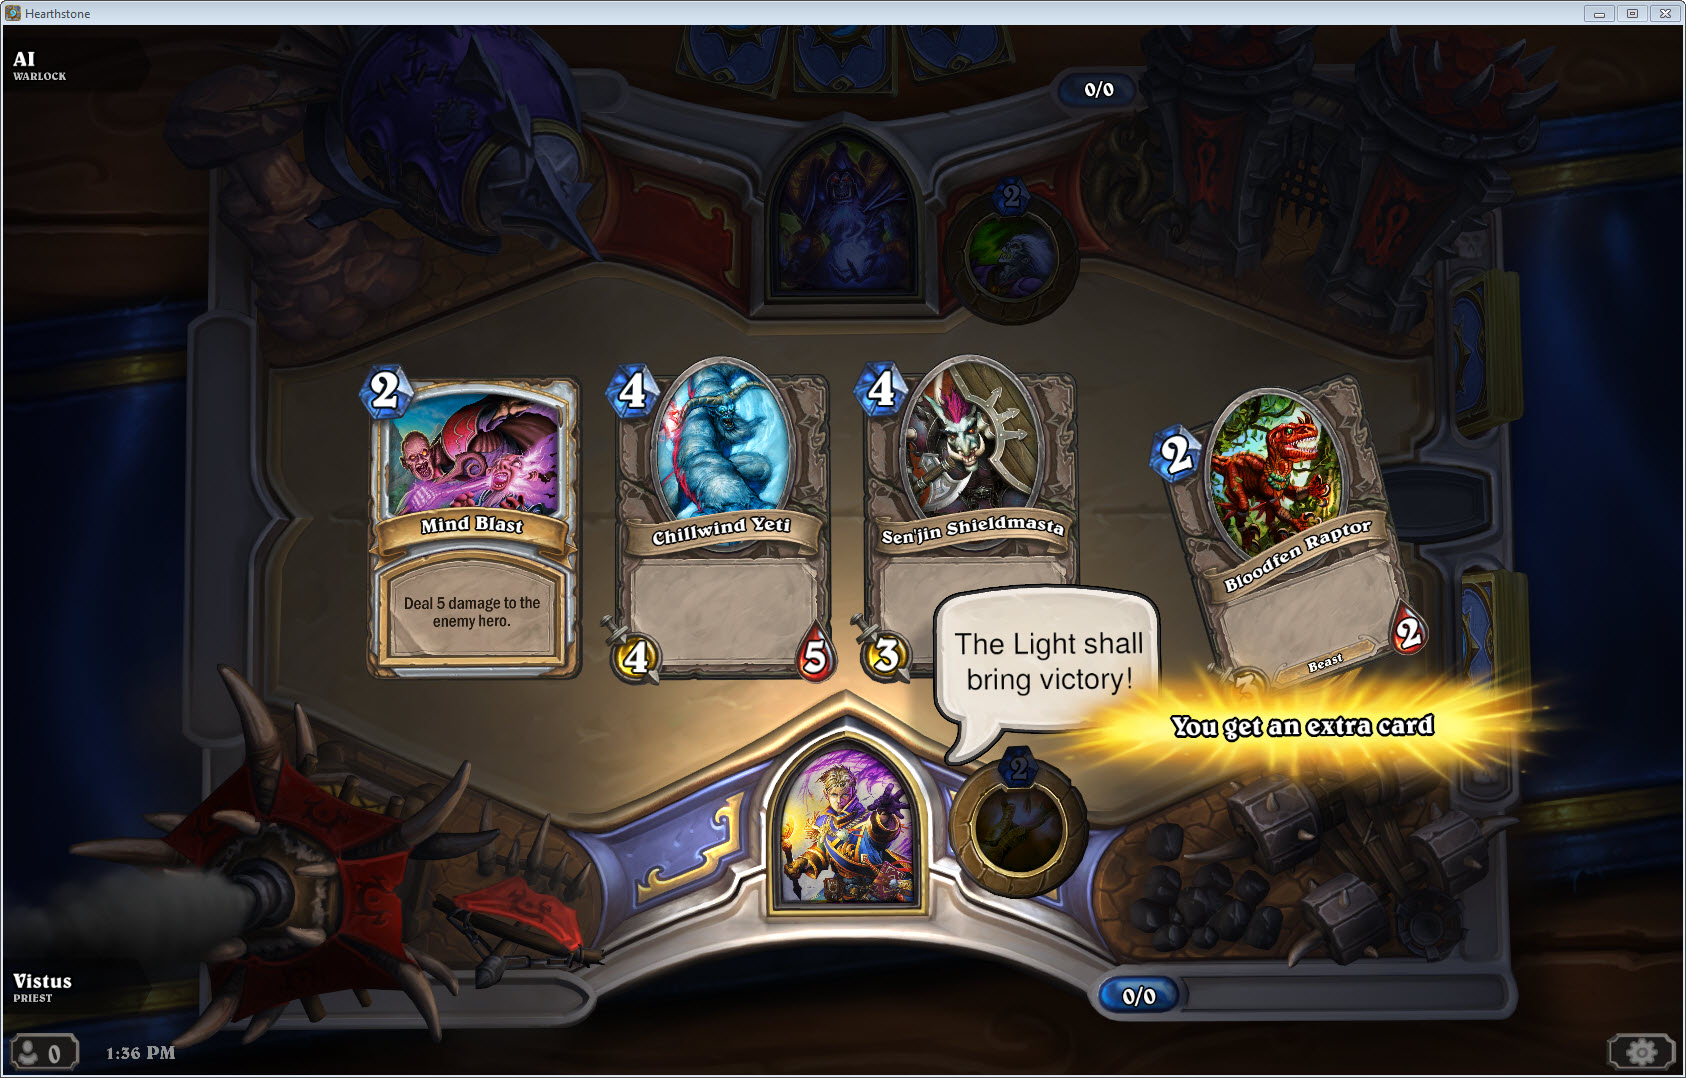 Hearthstone
AI
WARLOCK
0/0
2
2
4
4
2
Mind Blast
Chillwind Yeti
Sen'jin Shieldmasta
Bloodfen Raptor
Deal 5 damage to the
enemy hero.
4
5
3
2
Beast
3
The Light shall
bring victory!
You get an extra card
2
Vistus
PRIEST
0/0
0
1:36 PM